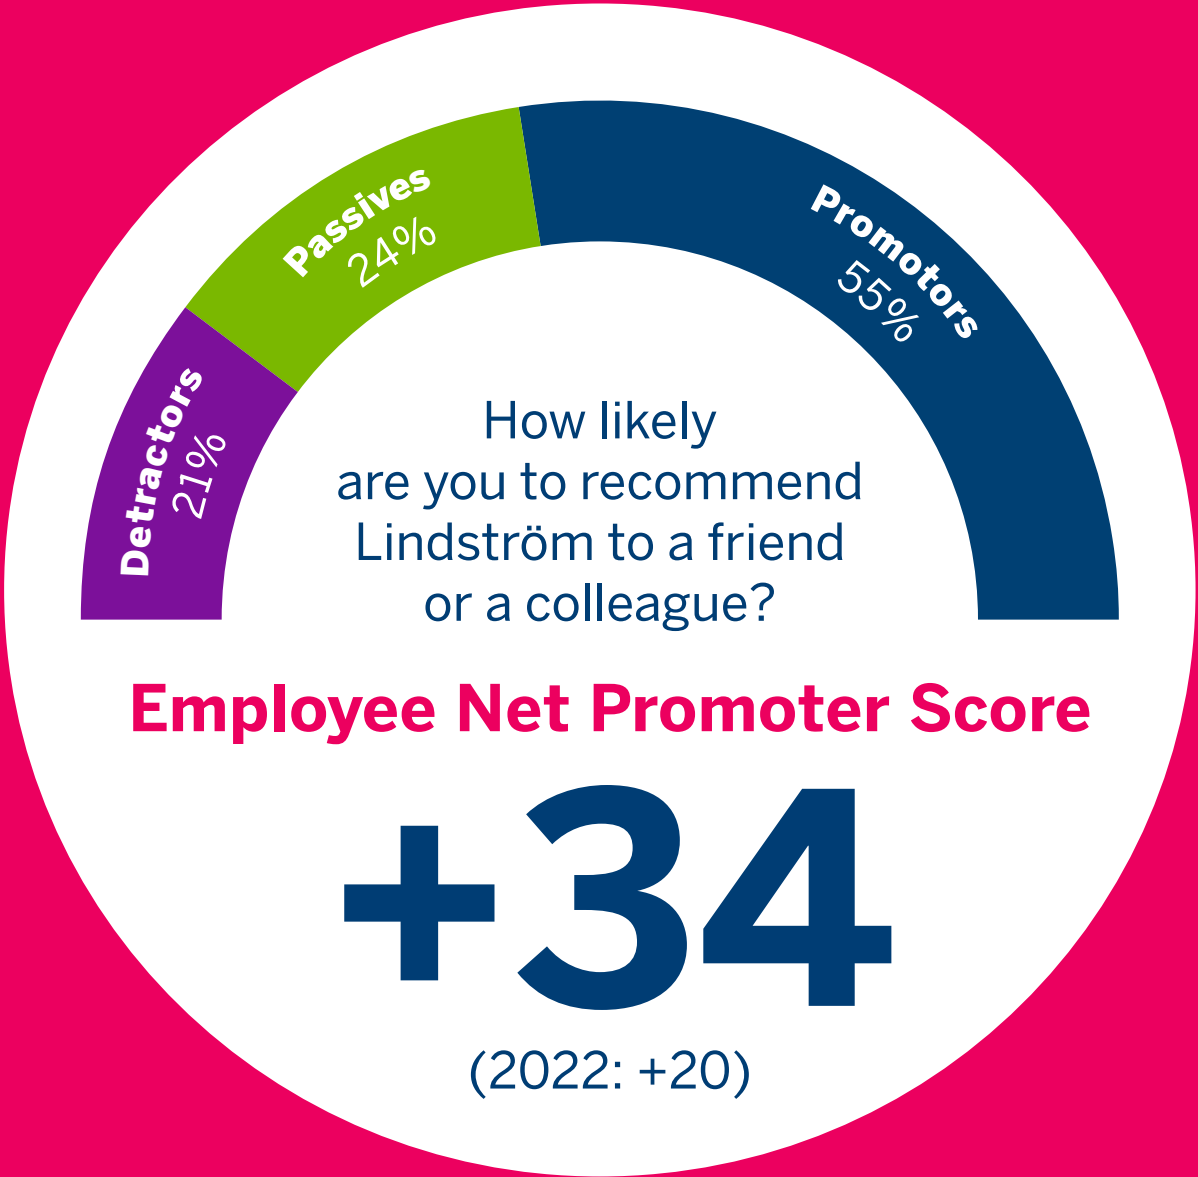 Detractors
21%
Passives
24%
Promotors
55%
How likely
are you to recommend
Lindström to a friend
or a colleague?
Employee Net Promoter Score
+34
(2022: +20)